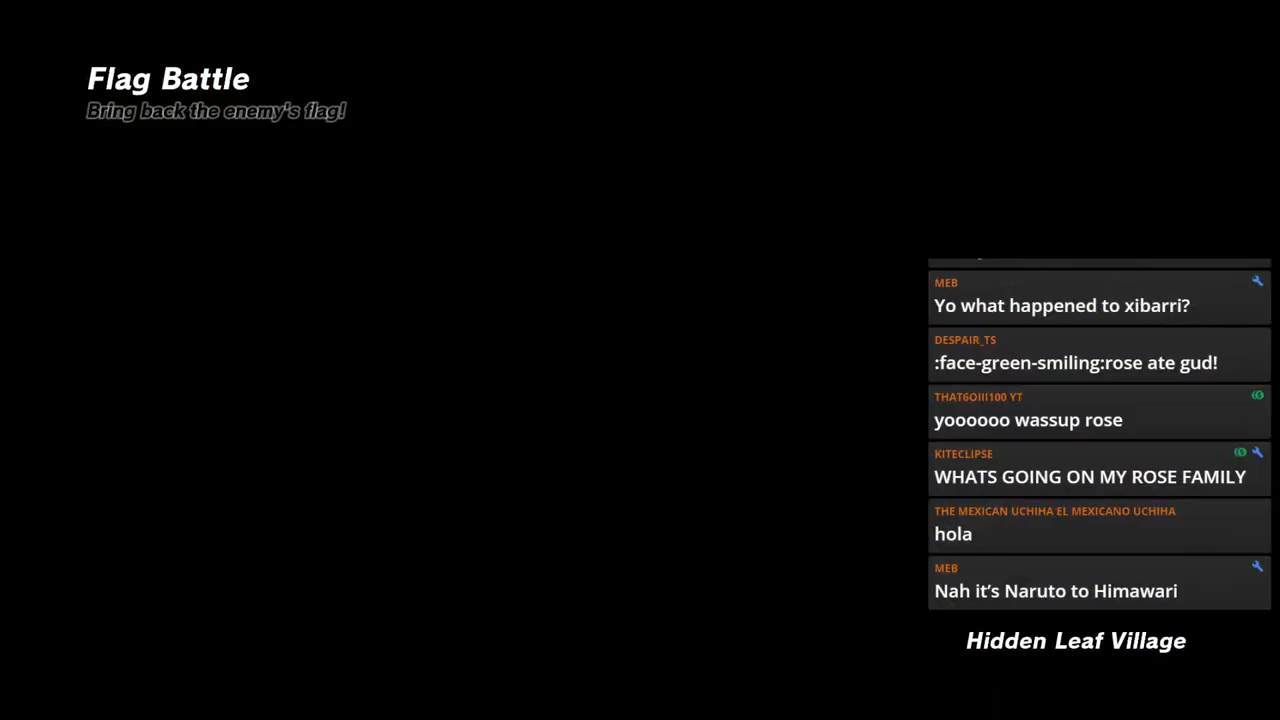 Flag Battle
Bring back the enemy's flag!
MEB
Yo what happened to xibarri?
DESPAIR_TS
:face-green-smiling:rose ate gud!
THAT6OIII100 YT
yoooooo wassup rose
KITECLIPSE
WHATS GOING ON MY ROSE FAMILY
THE MEXICAN UCHIHA EL MEXICANO UCHIHA
hola
MEB
Nah it’s Naruto to Himawari
Hidden Leaf Village